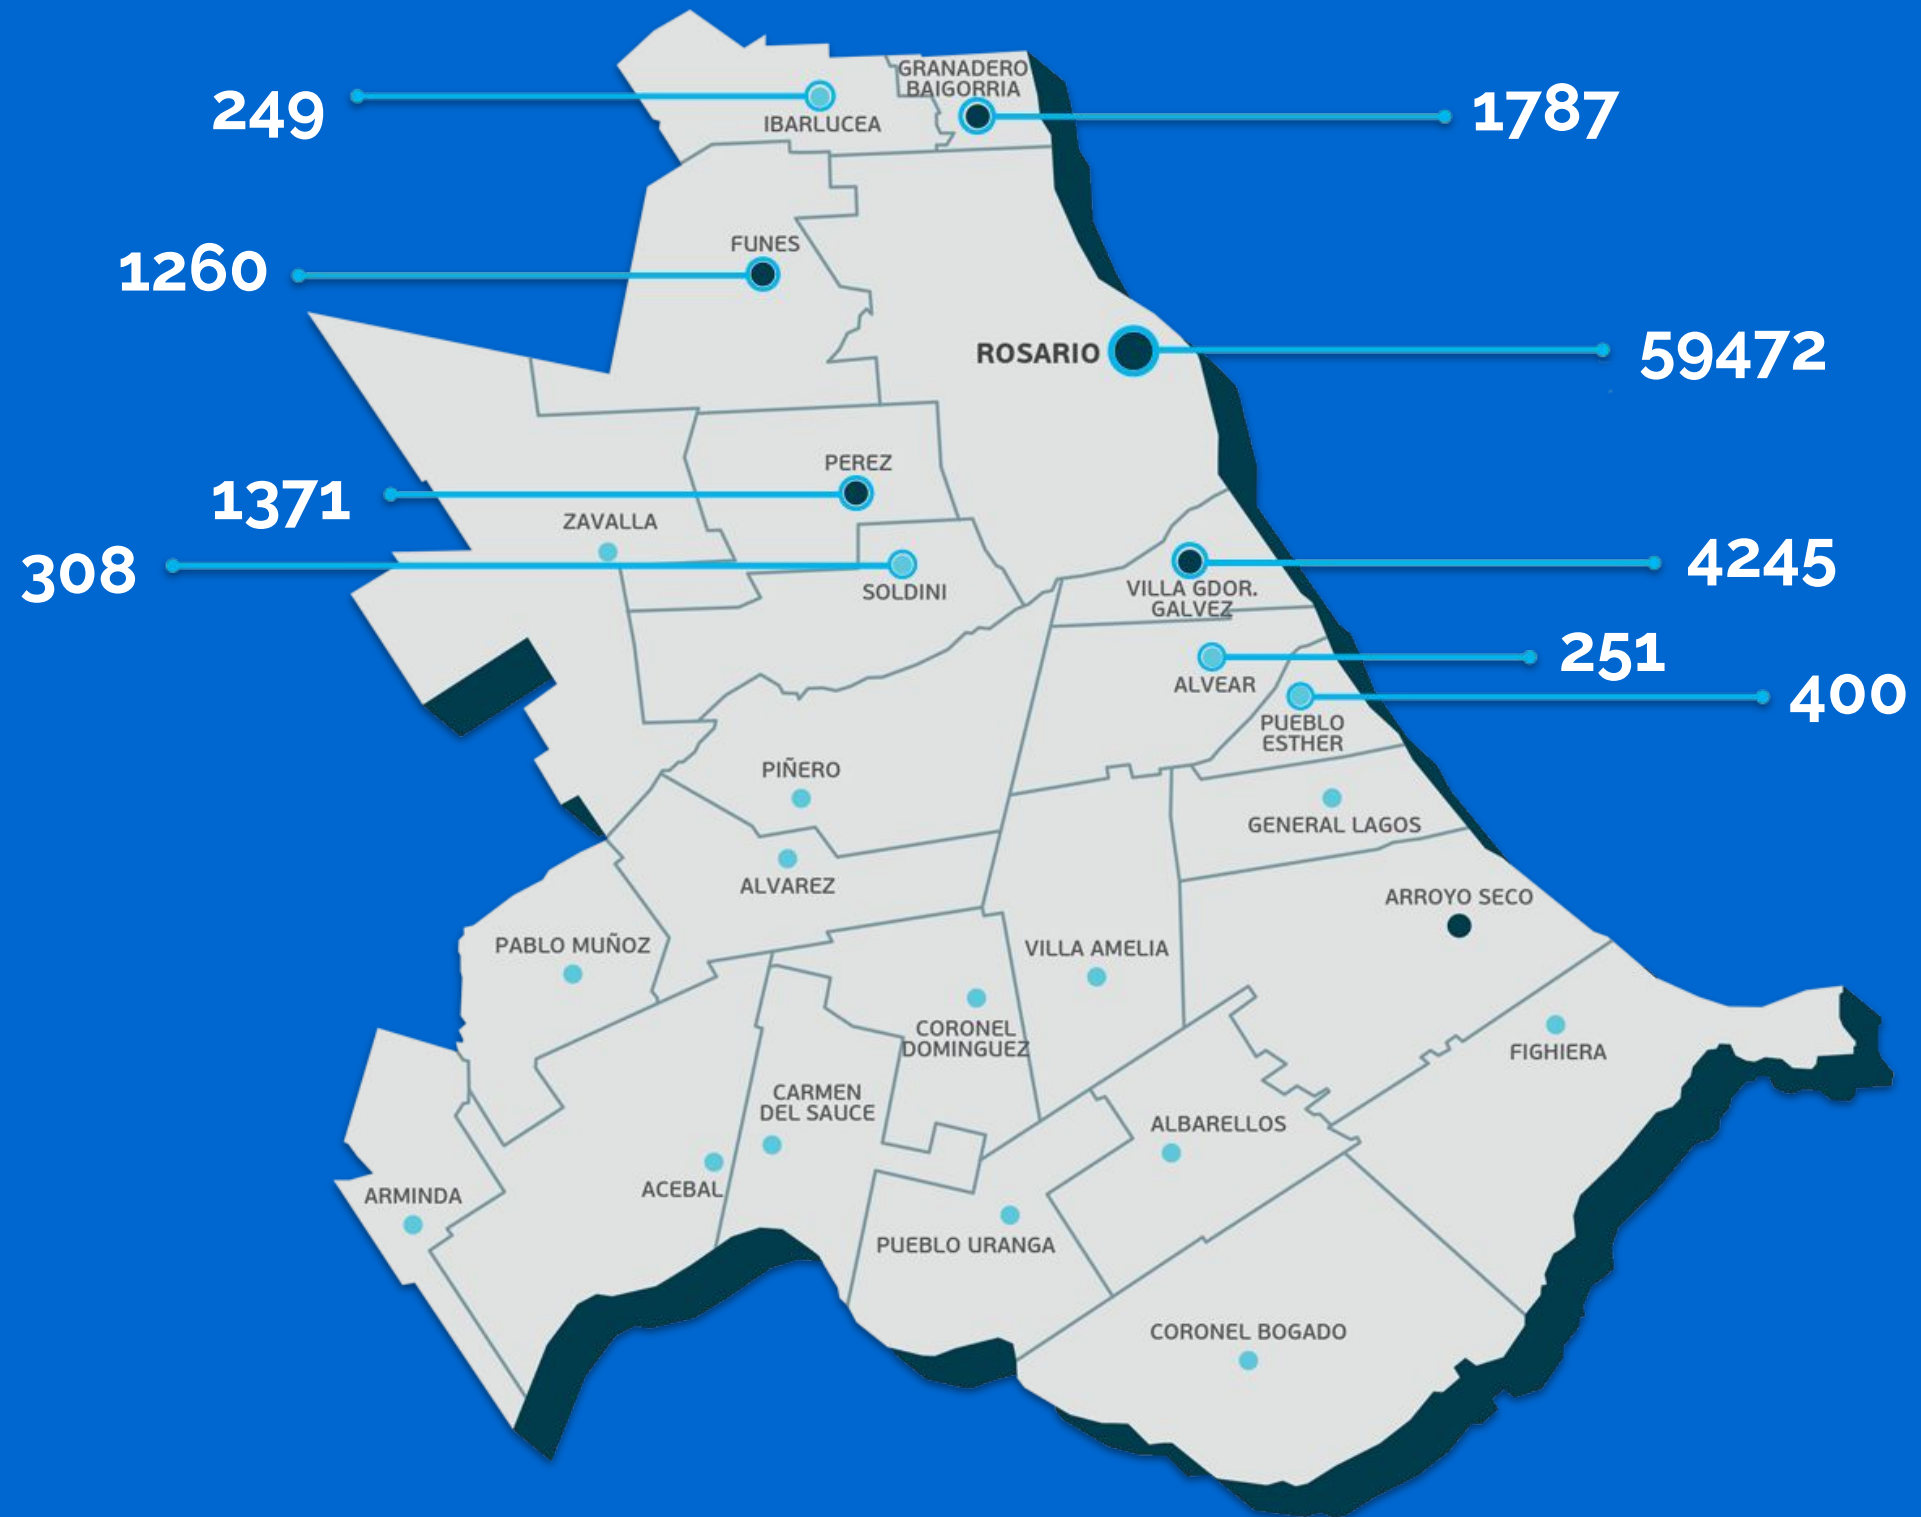 GRANADERO
BAIGORRIA
249
1787
IBARLUCEA
FUNES
1260
ROSARIO
59472
PEREZ
1371
ZAVALLA
308
SOLDINI
4245
VILLA GDOR.
GALVEZ
251
ALVEAR
400
PUEBLO
ESTHER
PIÑERO
GENERAL LAGOS
ALVAREZ
ARROYO SECO
PABLO MUÑOZ
VILLA AMELIA
CORONEL
DOMINGUEZ
FIGHIERA
CARMEN
DEL SAUCE
ALBARELLOS
ACEBAL
ARMINDA
PUEBLO URANGA
CORONEL BOGADO